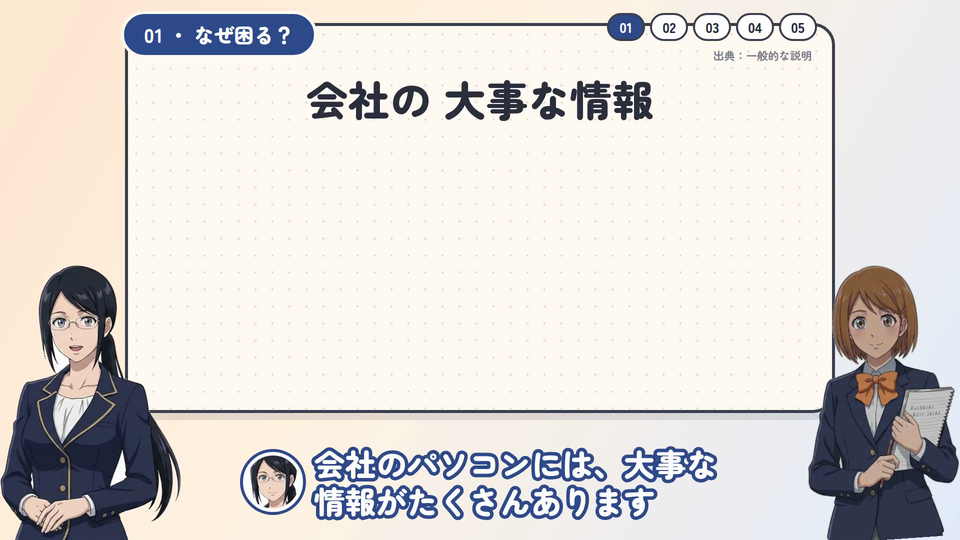 01 ・ なぜ困る？
01 02 03 04 05
出典：一般的な説明
会社の 大事な情報
会社のパソコンには、大事な
情報がたくさんあります